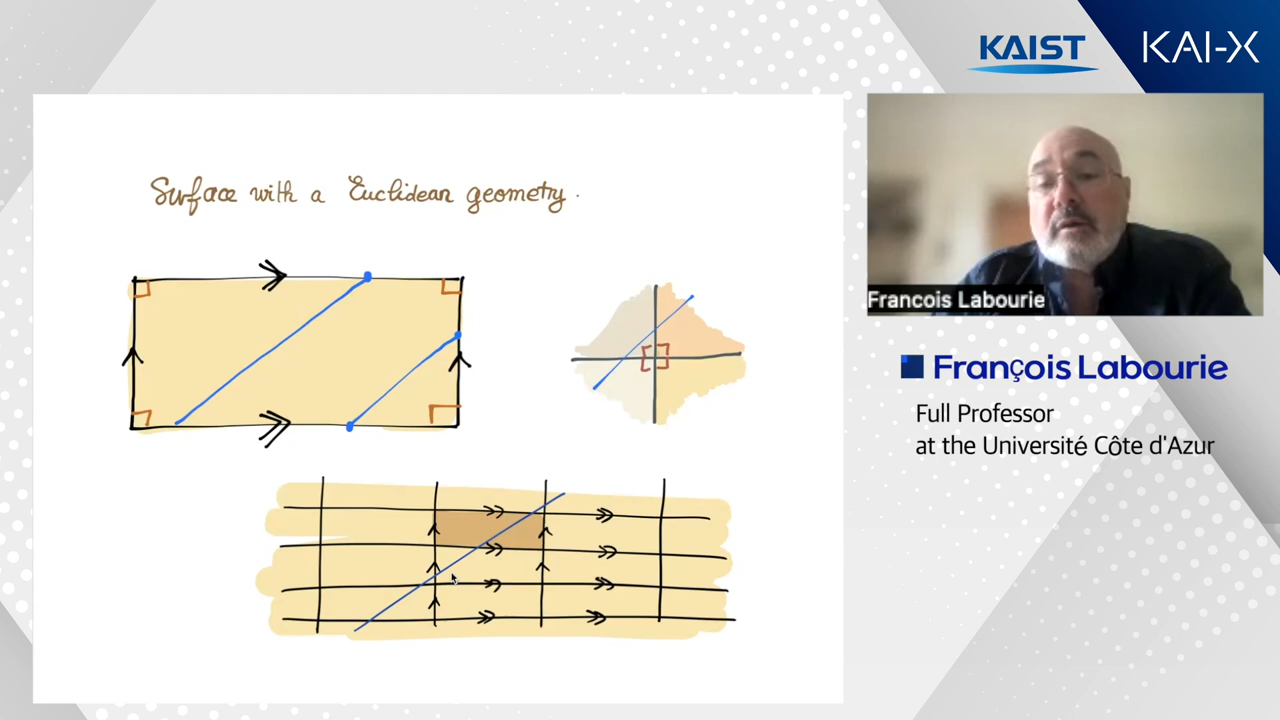 KAIST
KAI-X
Surface with a Euclidean geometry.
Francois Labourie
François Labourie
Full Professor
at the Université Côte d'Azur